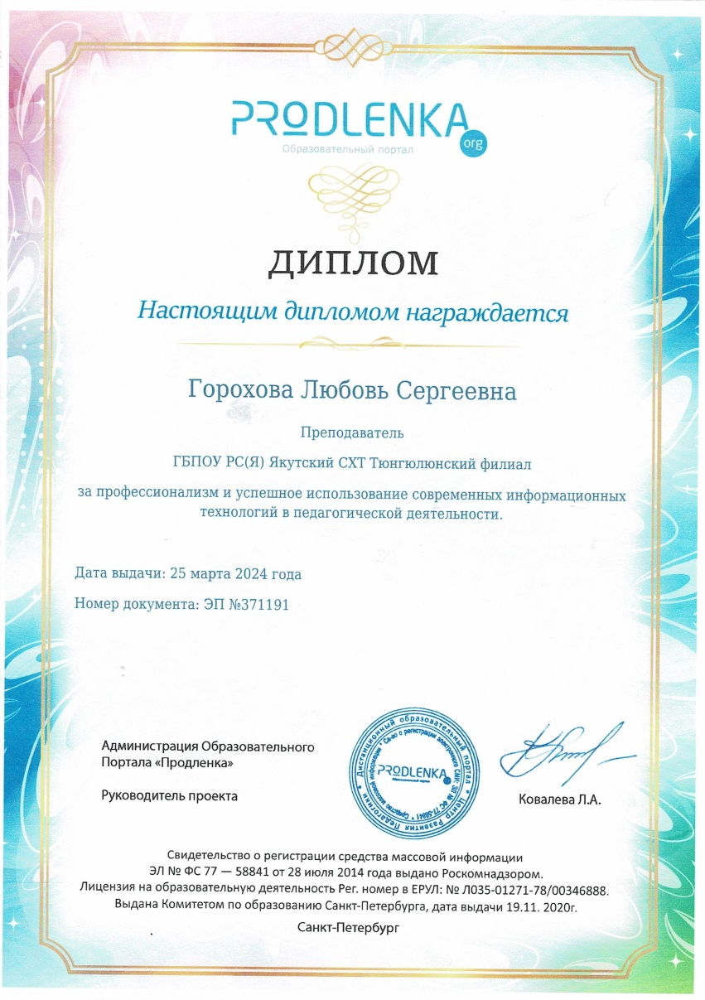 PRODLENKA
org
Образовательный портал
ДИПЛОМ
Настоящим дипломом награждается
Горохова Любовь Сергеевна
Преподаватель
ГБПОУ РС(Я) Якутский СХТ Тюнгюлюнский филиал
за профессионализм и успешное использование современных информационных
технологий в педагогической деятельности.
Дата выдачи: 25 марта 2024 года
Номер документа: ЭП №371191
Администрация Образовательного
Портала «Продленка»
Руководитель проекта
Дистанционный образовательный портал * Центр Развития Педагогики *
Св-во о регистрации электронного СМИ: ЭЛ № ФС 77-58841 * Средство массовой информации *
PRODLENKA
Ковалева Л.А.
Свидетельство о регистрации средства массовой информации
ЭЛ № ФС 77 — 58841 от 28 июля 2014 года выдано Роскомнадзором.
Лицензия на образовательную деятельность Рег. номер в ЕРУЛ: № Л035-01271-78/00346888.
Выдана Комитетом по образованию Санкт-Петербурга, дата выдачи 19.11. 2020г.
Санкт-Петербург